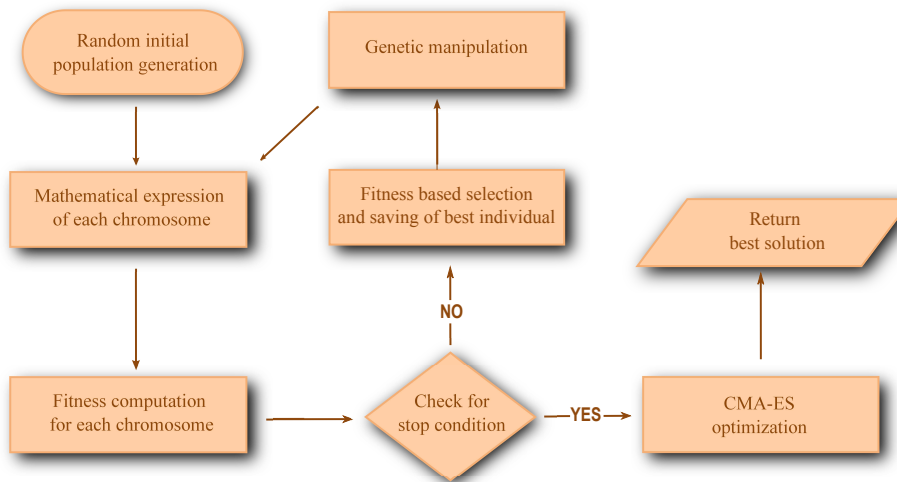 Random initial
population generation
Genetic manipulation
Mathematical expression
of each chromosome
Fitness based selection
and saving of best individual
Return
best solution
NO
Fitness computation
for each chromosome
Check for
stop condition
YES
CMA-ES
optimization